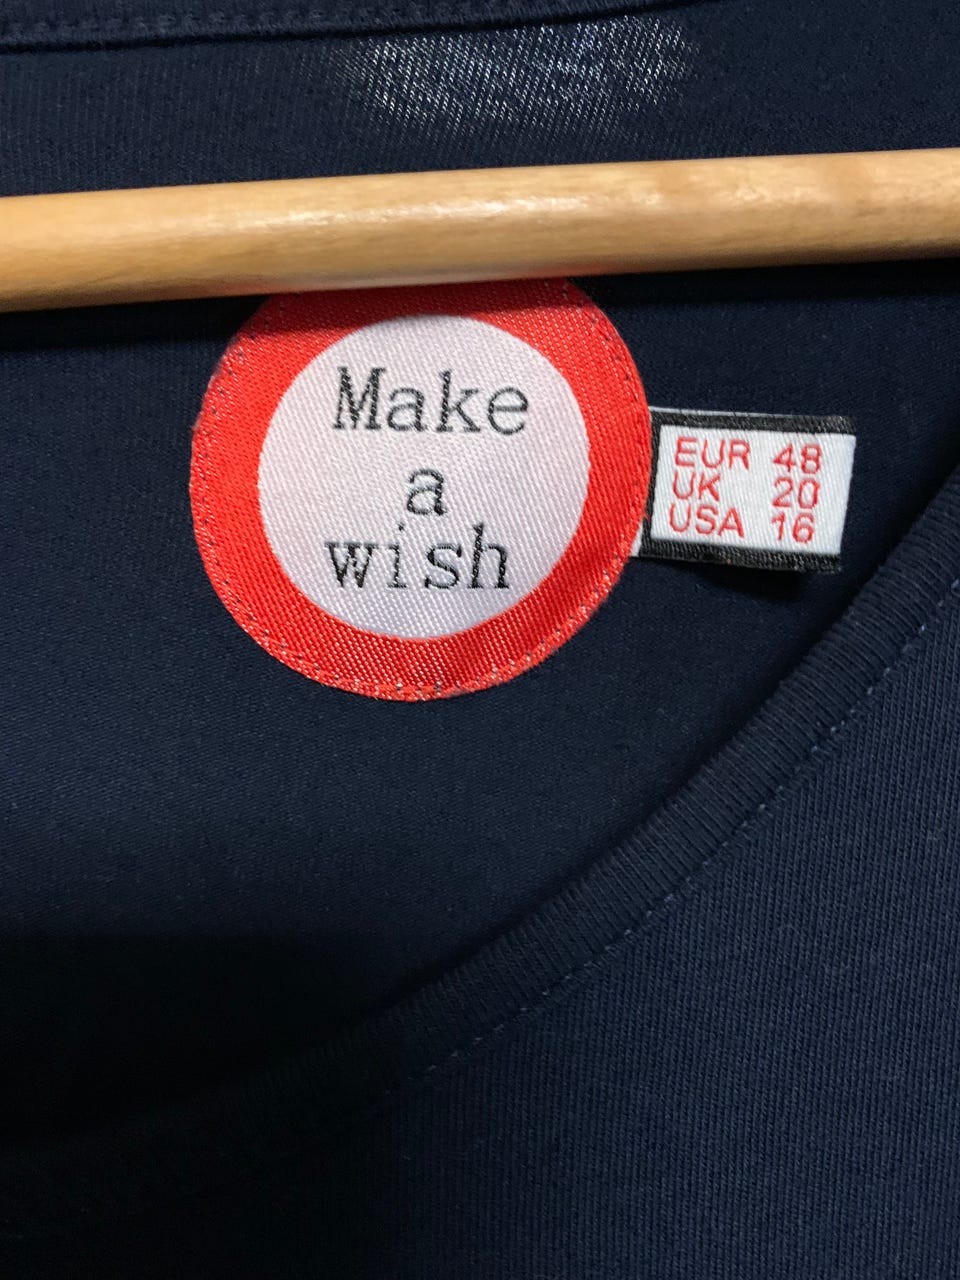 Make
a
wish
EUR 48
UK 20
USA 16